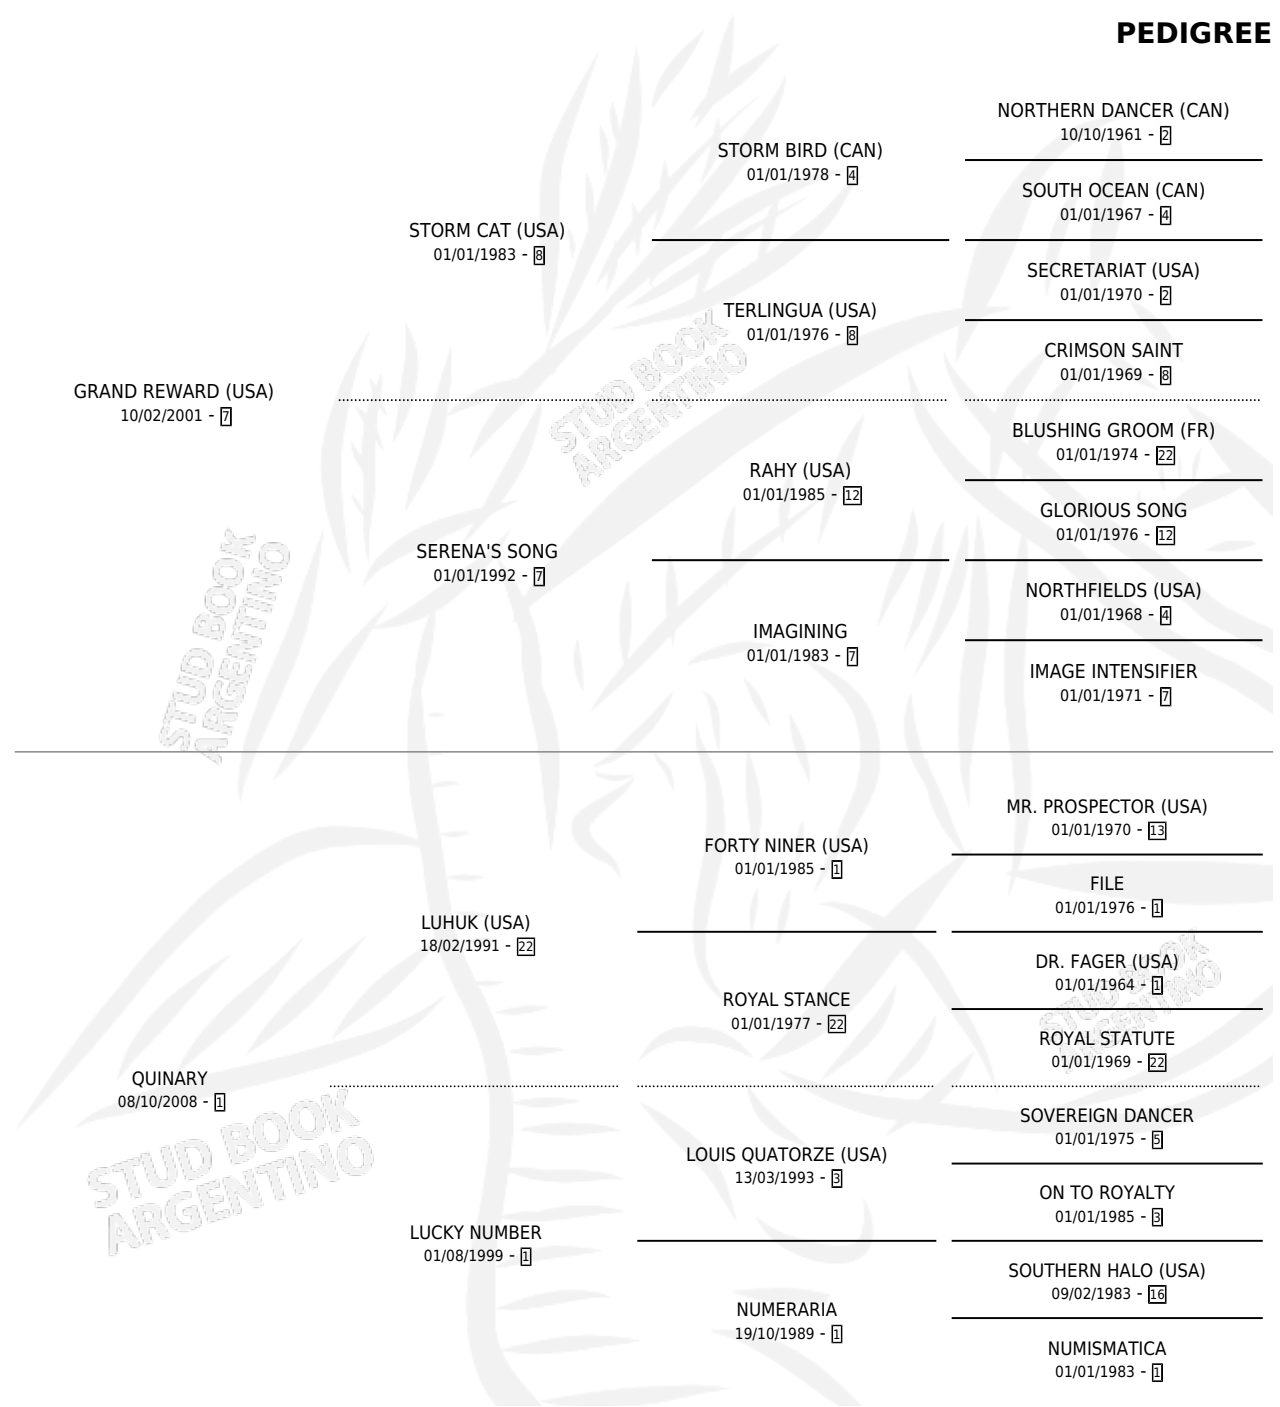 PEDIGREE
NORTHERN DANCER (CAN)
10/10/1961 - 2
STORM BIRD (CAN)
01/01/1978 - 4
SOUTH OCEAN (CAN)
01/01/1967 - 4
STORM CAT (USA)
01/01/1983 - 8
SECRETARIAT (USA)
01/01/1970 - 2
TERLINGUA (USA)
01/01/1976 - 8
CRIMSON SAINT
01/01/1969 - 8
GRAND REWARD (USA)
10/02/2001 - 7
STUD BOOK
ARGENTINO
BLUSHING GROOM (FR)
01/01/1974 - 22
RAHY (USA)
01/01/1985 - 12
GLORIOUS SONG
01/01/1976 - 12
SERENA'S SONG
01/01/1992 - 7
NORTHFIELDS (USA)
01/01/1968 - 4
IMAGINING
01/01/1983 - 7
IMAGE INTENSIFIER
01/01/1971 - 7
STUD BOOK
ARGENTINO
MR. PROSPECTOR (USA)
01/01/1970 - 13
FORTY NINER (USA)
01/01/1985 - 1
FILE
01/01/1976 - 1
LUHUK (USA)
18/02/1991 - 22
DR. FAGER (USA)
01/01/1964 - 1
ROYAL STANCE
01/01/1977 - 22
STUD BOOK
ARGENTINO
ROYAL STATUTE
01/01/1969 - 22
QUINARY
08/10/2008 - 1
SOVEREIGN DANCER
01/01/1975 - 5
LOUIS QUATORZE (USA)
13/03/1993 - 3
STUD BOOK
ARGENTINO
ON TO ROYALTY
01/01/1985 - 3
LUCKY NUMBER
01/08/1999 - 1
SOUTHERN HALO (USA)
09/02/1983 - 16
NUMERARIA
19/10/1989 - 1
NUMISMATICA
01/01/1983 - 1